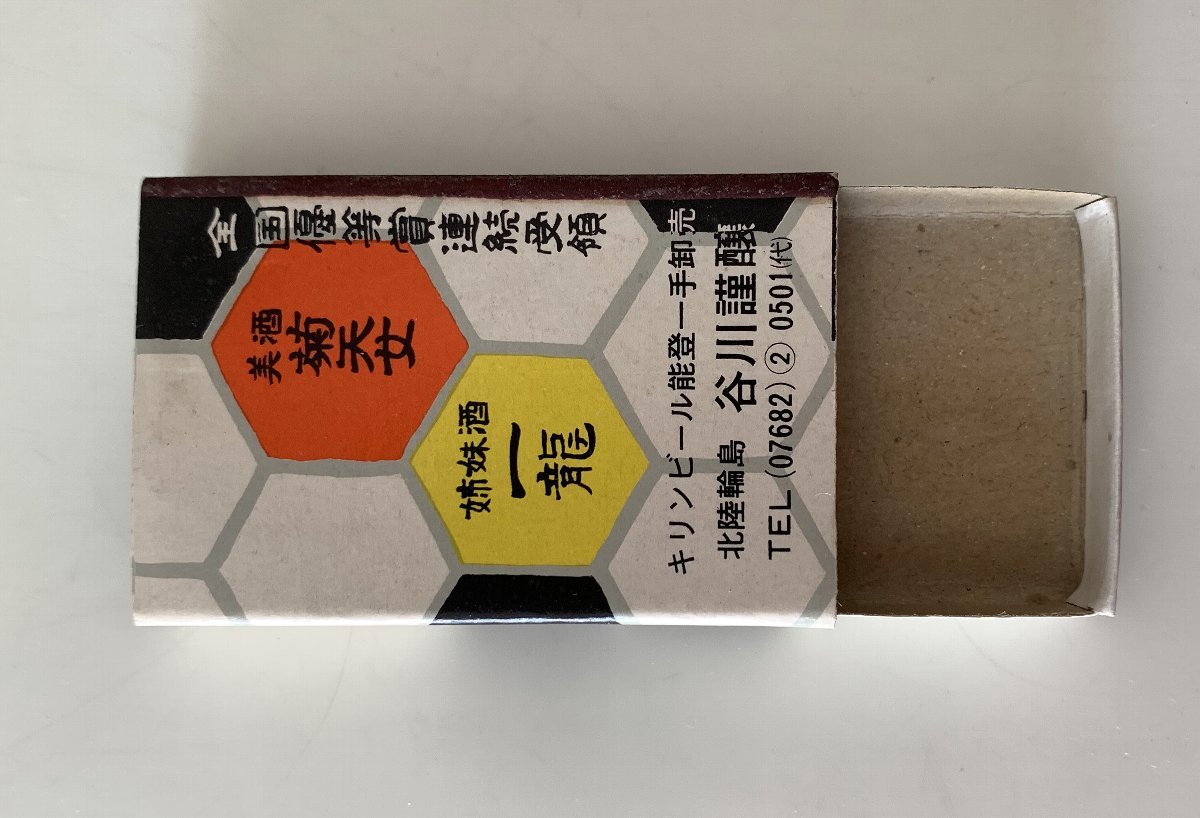 全国優等賞連続受領
美酒
菊天女
姉妹酒
一龍
キリンビール能登一手卸売
北陸輪島 谷川謹醸
TEL(07682)②0501(代)